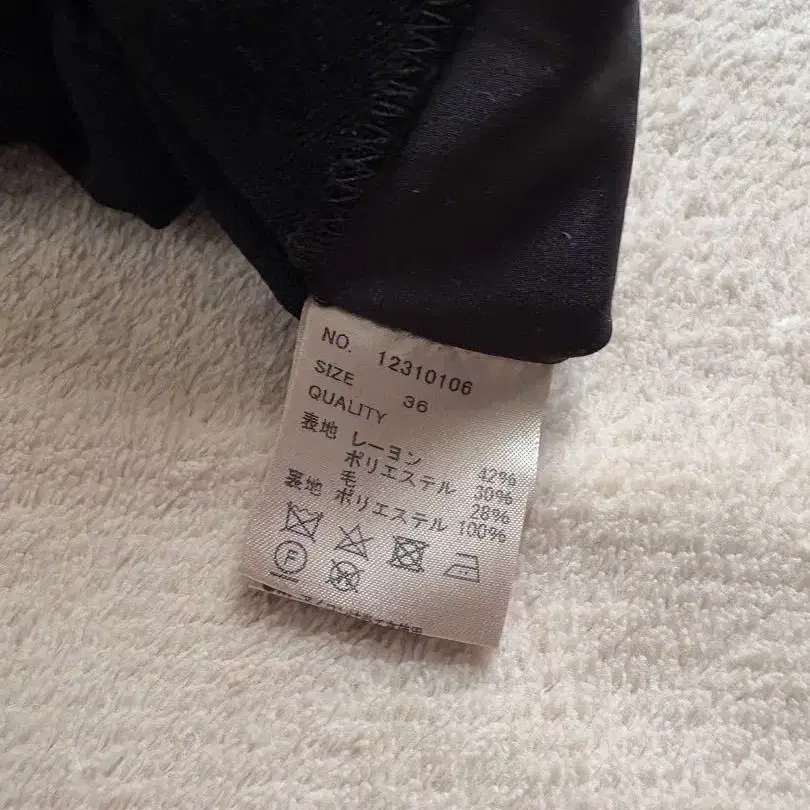 NO. 12310106
SIZE 36
QUALITY
表地 レーヨン 42%
ポリエステル 30%
毛 28%
裏地 ポリエステル 100%
F